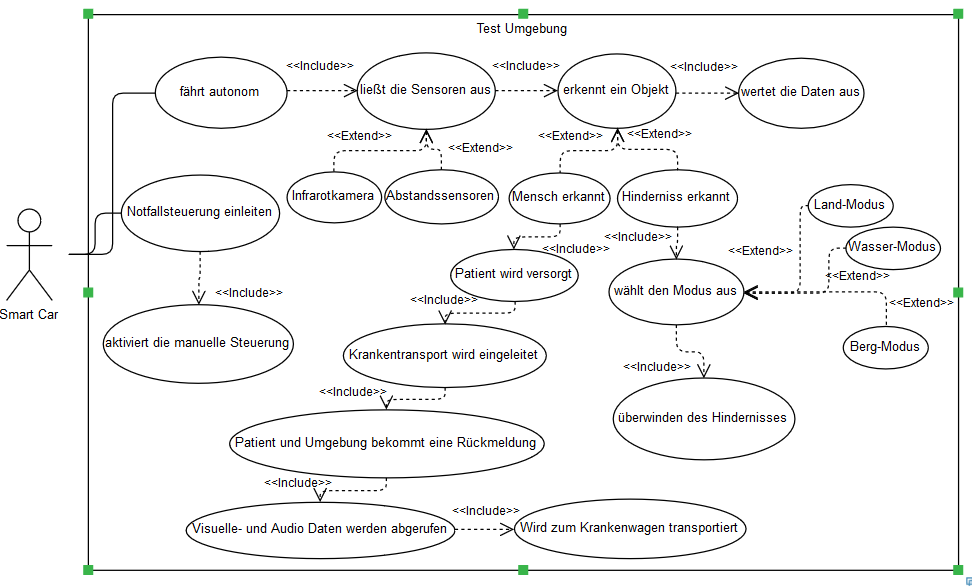 Test Umgebung
<<Include>>
<<Include>>
<<Include>>
fährt autonom
ließt die Sensoren aus
erkennt ein Objekt
wertet die Daten aus
<<Extend>>
<<Extend>>
<<Extend>>
<<Extend>>
Infrarotkamera
Abstandssensoren
Mensch erkannt
Hinderniss erkannt
Land-Modus
Notfallsteuerung einleiten
<<Include>>
<<Include>>
<<Extend>>
Wasser-Modus
Patient wird versorgt
<<Extend>>
<<Include>>
<<Include>>
wählt den Modus aus
<<Extend>>
Smart Car
aktiviert die manuelle Steuerung
Krankentransport wird eingeleitet
Berg-Modus
<<Include>>
<<Include>>
überwinden des Hindernisses
Patient und Umgebung bekommt eine Rückmeldung
<<Include>>
<<Include>>
Visuelle- und Audio Daten werden abgerufen
Wird zum Krankenwagen transportiert